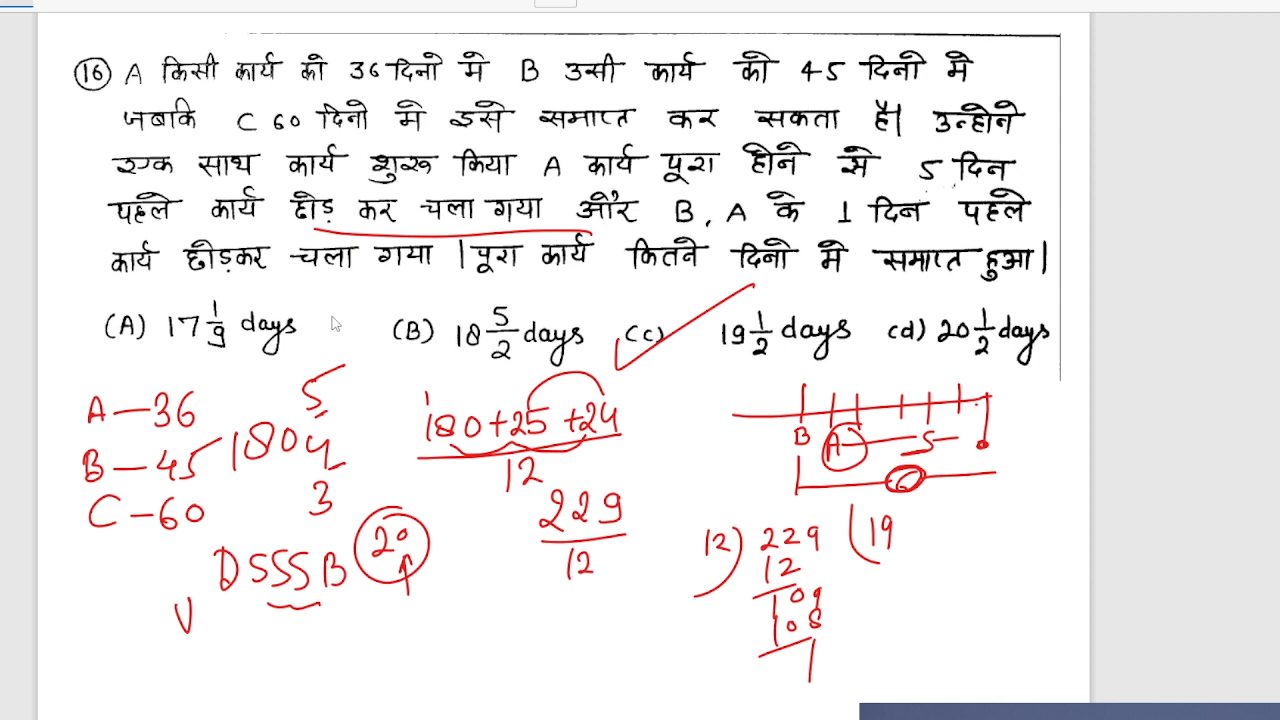 (16) A किसी कार्य को 36 दिनो मे B उसी कार्य को 45 दिनो मे
जबकि C 60 दिनो मे इसे समाप्त कर सकता है। उन्होने
एक साथ कार्य शुरू किया A कार्य पूरा होने से 5 दिन
पहले कार्य छोड़ कर चला गया और B, A के 1 दिन पहले
कार्य छोड़कर चला गया । पूरा कार्य कितने दिनो मे समाप्त हुआ।
(A) 17 1/9 days (B) 18 5/2 days (c) 19 1/2 days (d) 20 1/2 days
A—36
B—45
C—60
180
5
4
3
180+25+24
12
229
12
B A 5
C
12) 229 (19
12
109
108
1
DSSSB 20
V